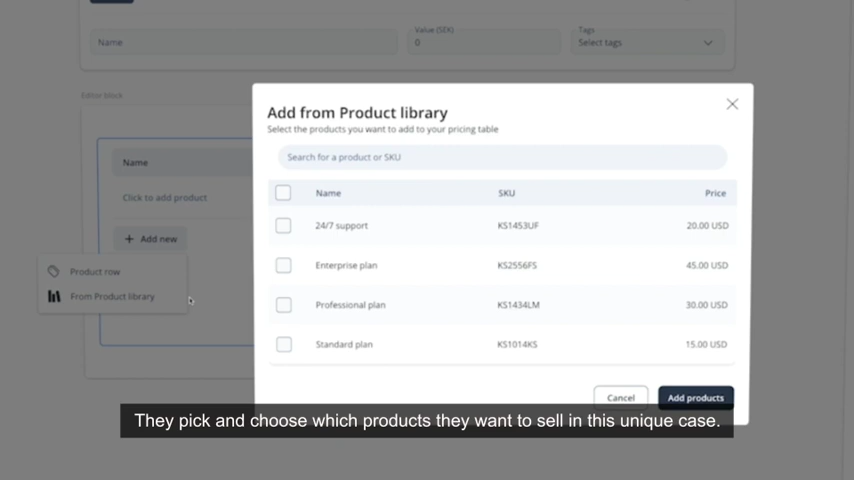 Value (SEK)
Tags
Name
0
Select tags
Editor block
Add from Product library
Select the products you want to add to your pricing table
Search for a product or SKU
Name
Click to add product
Name SKU Price
24/7 support KS1453UF 20.00 USD
+ Add new
Enterprise plan KS2556FS 45.00 USD
Product row
From Product library
Professional plan KS1434LM 30.00 USD
Standard plan KS1014KS 15.00 USD
Cancel
Add products
They pick and choose which products they want to sell in this unique case.